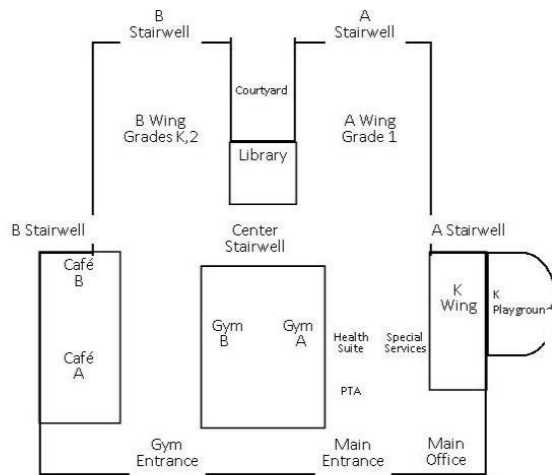 B
Stairwell
A
Stairwell
Courtyard
B Wing
Grades K,2
A Wing
Grade 1
Library
B Stairwell
Center
Stairwell
A Stairwell
Café
B
K
Wing
K
Playground
Gym
B
Gym
A
Health
Suite
Special
Services
Café
A
PTA
Gym
Entrance
Main
Entrance
Main
Office